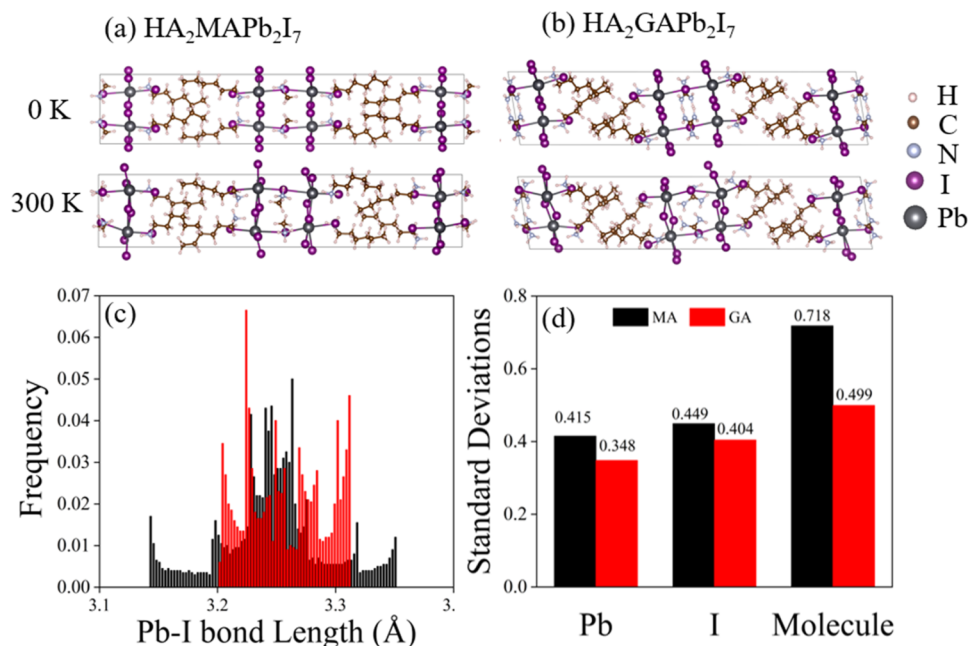 (a) HA₂MAPb₂I₇
(b) HA₂GAPb₂I₇
0 K
300 K
H
C
N
I
Pb
(c)
Frequency
0.07
0.06
0.05
0.04
0.03
0.02
0.01
0.00
3.1
3.2
3.3
3.
Pb-I bond Length (Å)
(d)
MA
GA
Standard Deviations
0.8
0.6
0.4
0.2
0.0
0.415
0.348
0.449
0.404
0.718
0.499
Pb
I
Molecule